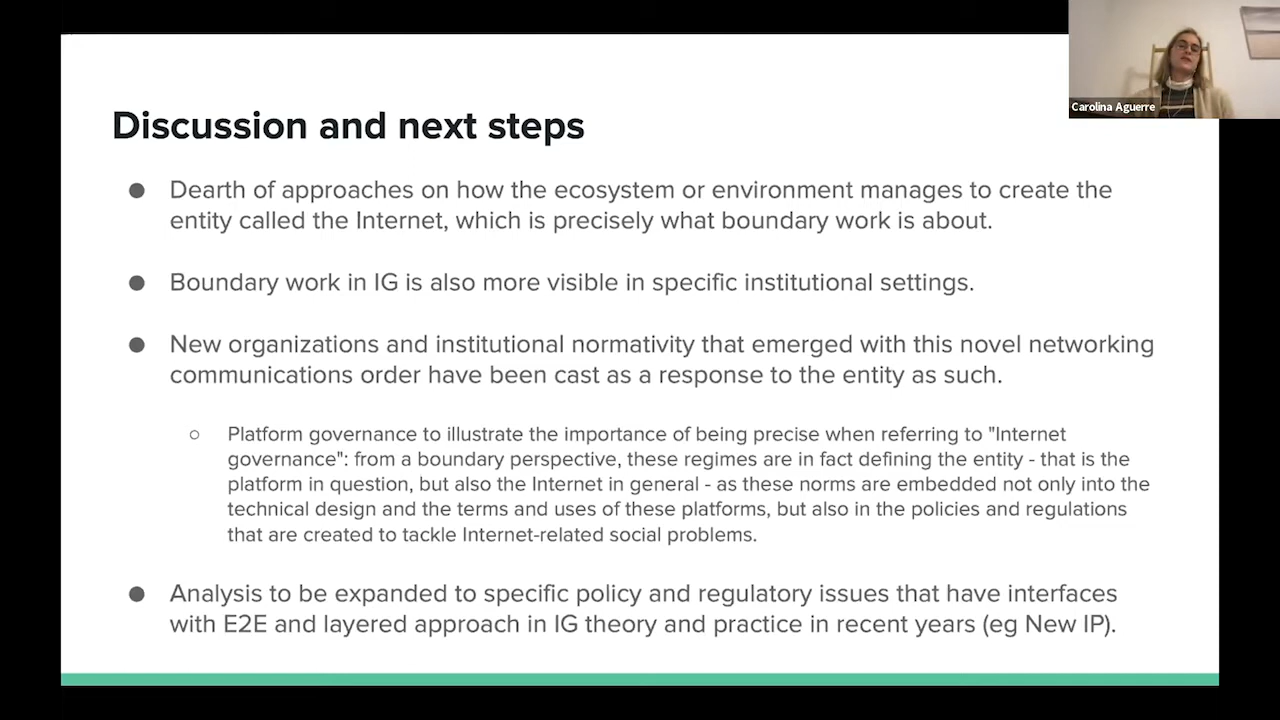 Carolina Aguerre
Discussion and next steps
● Dearth of approaches on how the ecosystem or environment manages to create the
entity called the Internet, which is precisely what boundary work is about.
● Boundary work in IG is also more visible in specific institutional settings.
● New organizations and institutional normativity that emerged with this novel networking
communications order have been cast as a response to the entity as such.
○ Platform governance to illustrate the importance of being precise when referring to "Internet
governance": from a boundary perspective, these regimes are in fact defining the entity - that is the
platform in question, but also the Internet in general - as these norms are embedded not only into the
technical design and the terms and uses of these platforms, but also in the policies and regulations
that are created to tackle Internet-related social problems.
● Analysis to be expanded to specific policy and regulatory issues that have interfaces
with E2E and layered approach in IG theory and practice in recent years (eg New IP).